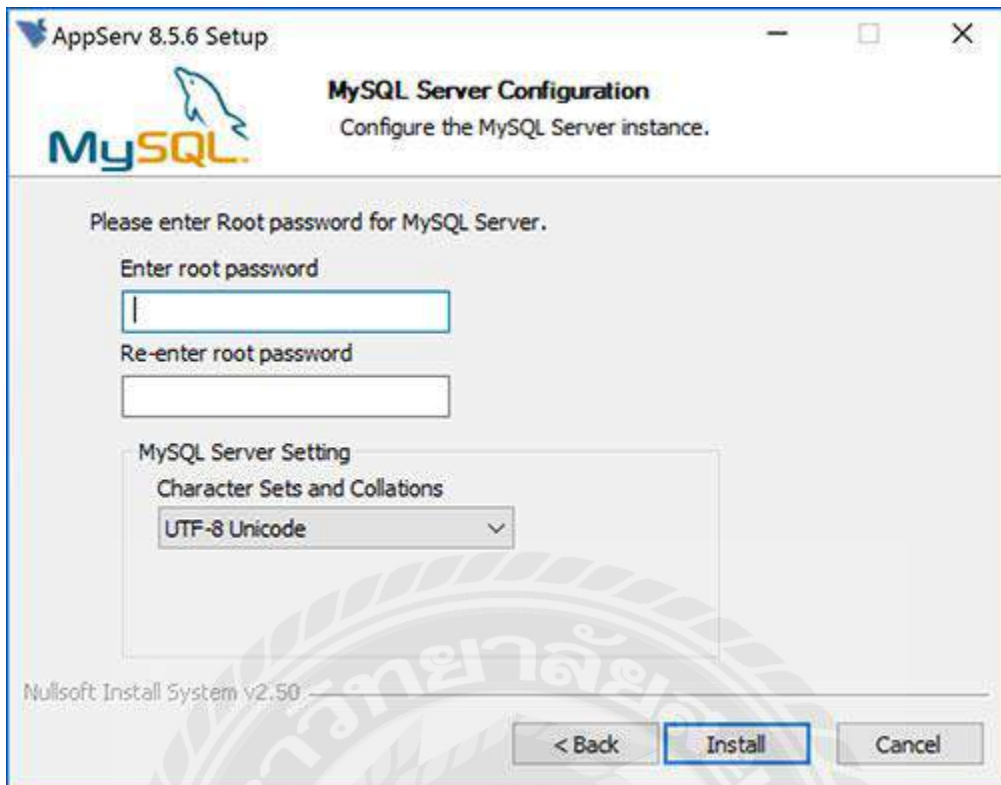 AppServ 8.5.6 Setup
MySQL.
MySQL Server Configuration
Configure the MySQL Server instance.
Please enter Root password for MySQL Server.
Enter root password
Re-enter root password
MySQL Server Setting
Character Sets and Collations
UTF-8 Unicode
Nullsoft Install System v2.50
< Back
Install
Cancel